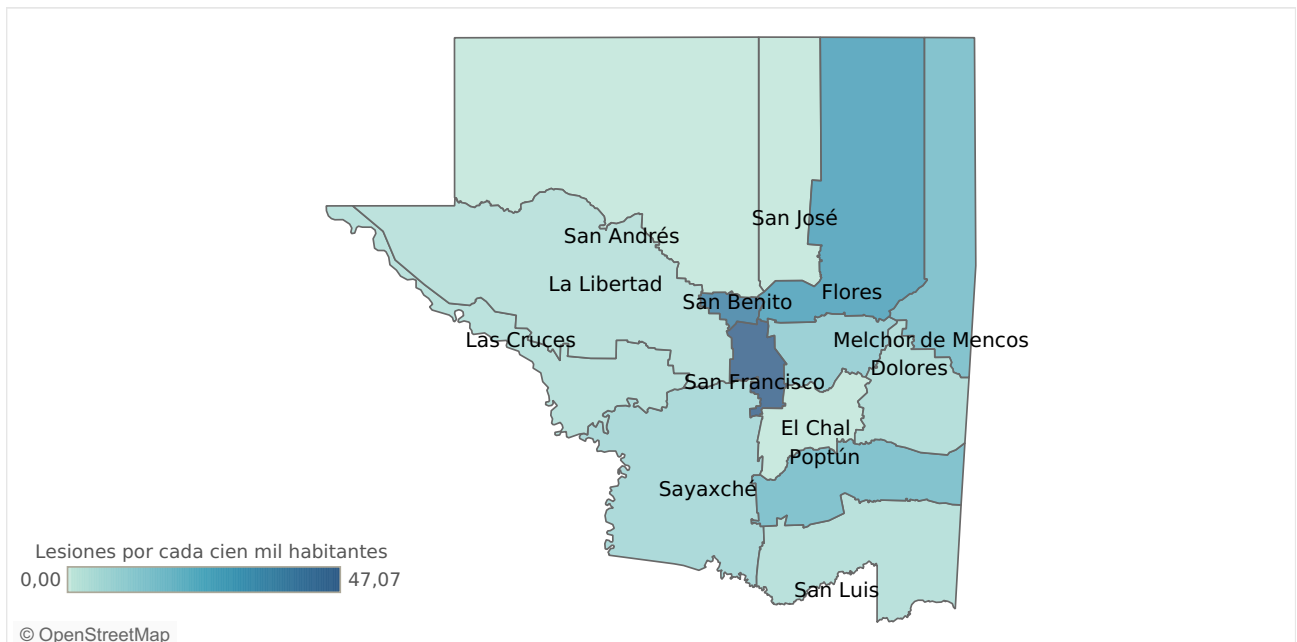 San José
San Andrés
La Libertad
San Benito
Flores
Las Cruces
Melchor de Mencos
Dolores
San Francisco
El Chal
Poptún
Sayaxché
San Luis
Lesiones por cada cien mil habitantes
0,00 47,07
© OpenStreetMap